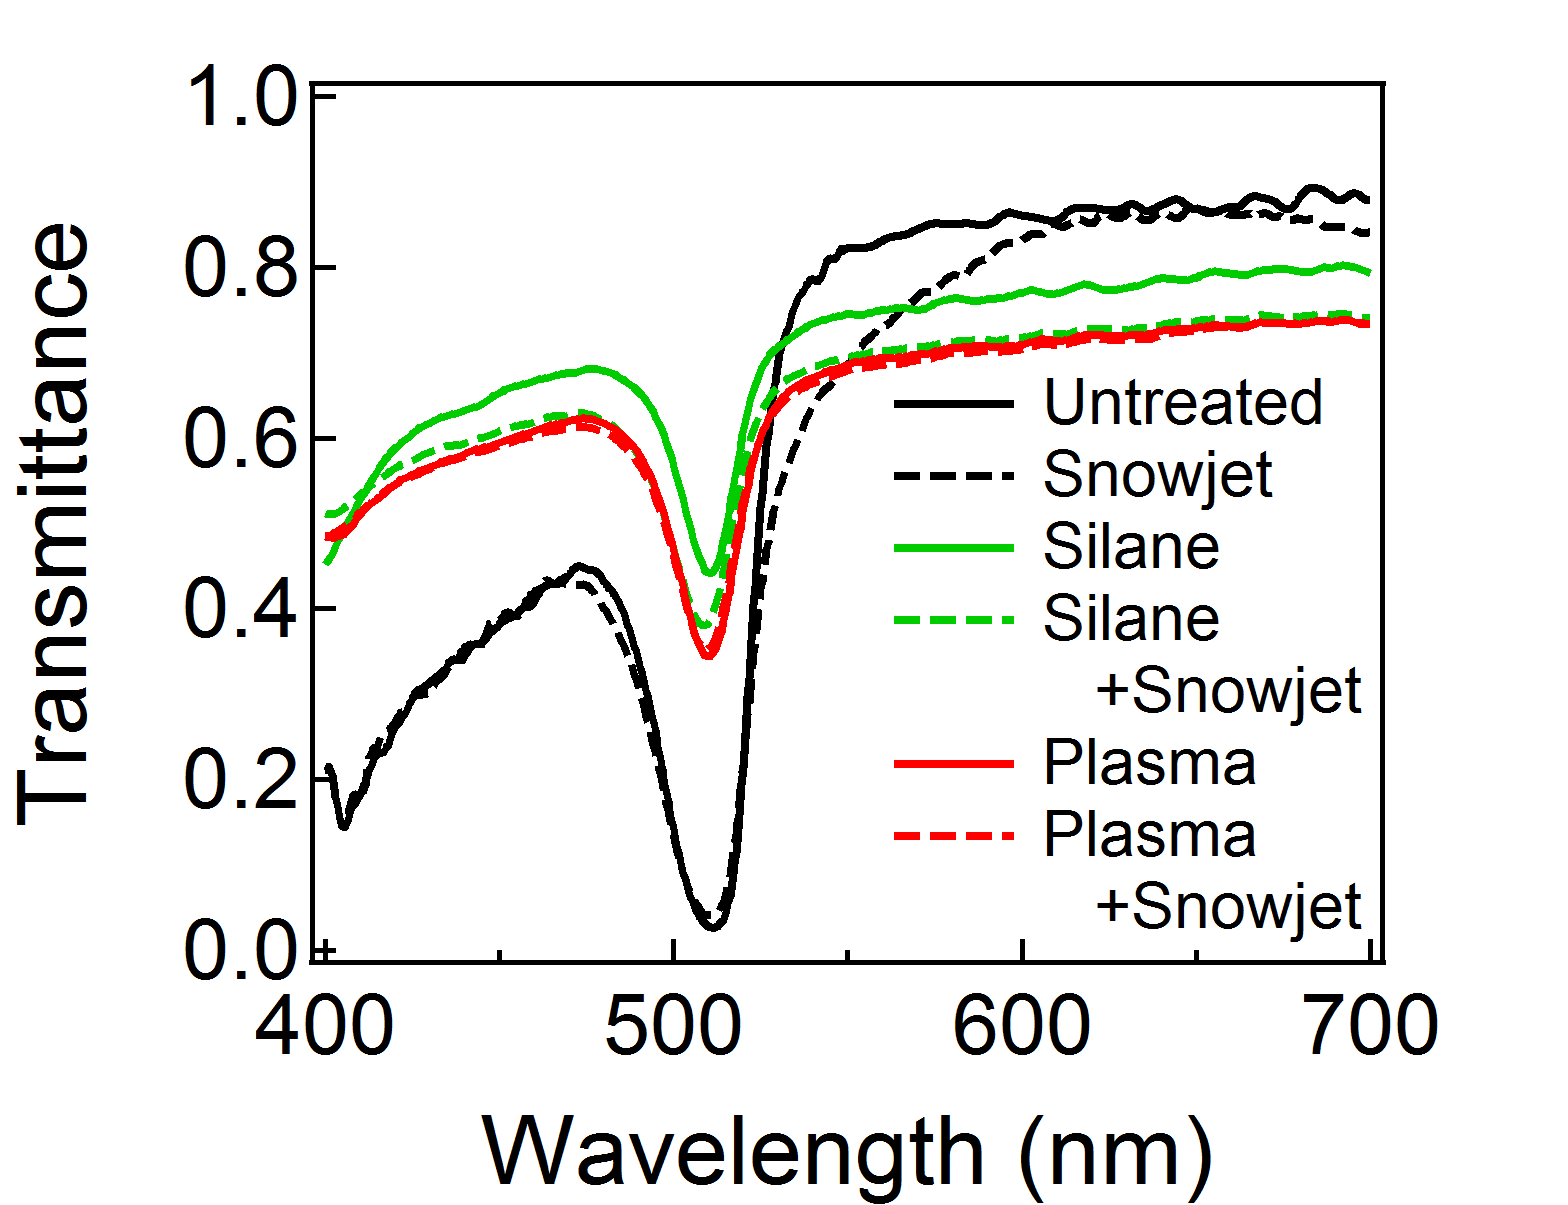 1.0
0.8
0.6
0.4
0.2
0.0
Transmittance
Untreated
Snowjet
Silane
Silane
+Snowjet
Plasma
Plasma
+Snowjet
400 500 600 700
Wavelength (nm)